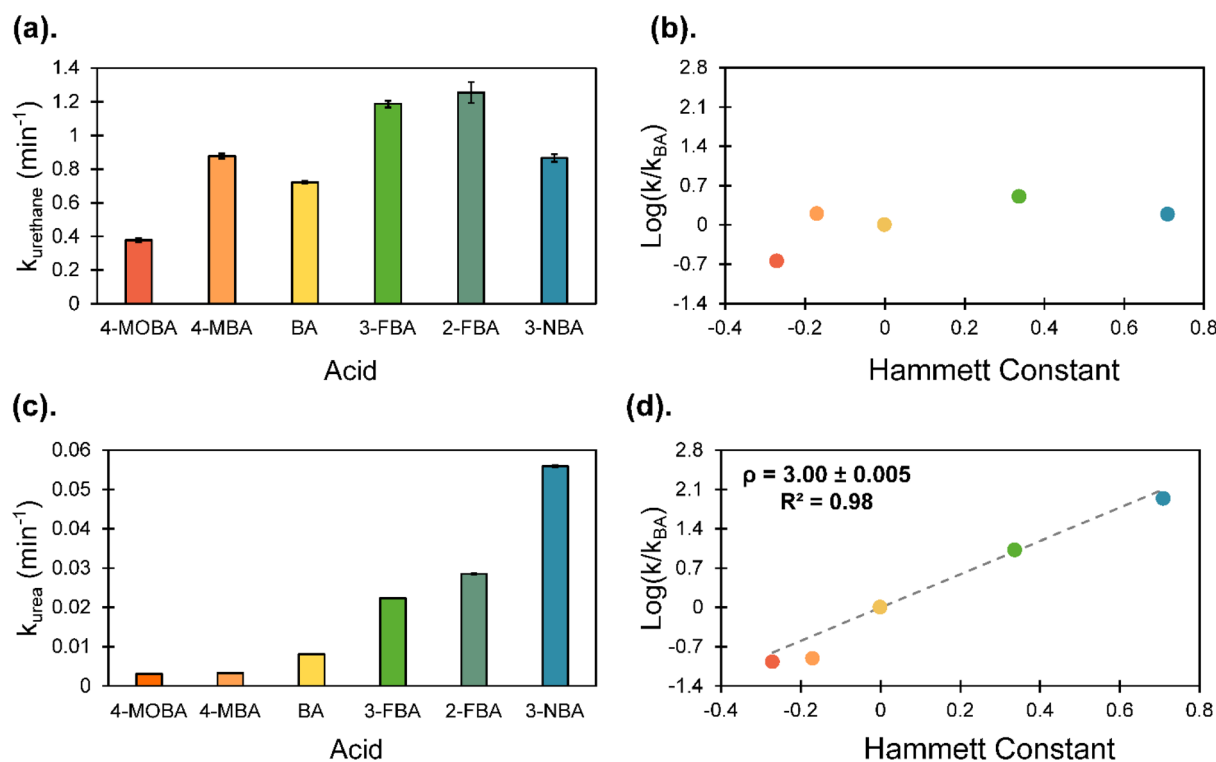 (a).
k_urethane (min⁻¹)
1.4
1.2
1
0.8
0.6
0.4
0.2
0
4-MOBA 4-MBA BA 3-FBA 2-FBA 3-NBA
Acid
(b).
Log(k/k_BA)
2.8
2.1
1.4
0.7
0
-0.7
-1.4
-0.4 -0.2 0 0.2 0.4 0.6 0.8
Hammett Constant
(c).
k_urea (min⁻¹)
0.06
0.05
0.04
0.03
0.02
0.01
0
4-MOBA 4-MBA BA 3-FBA 2-FBA 3-NBA
Acid
(d).
ρ = 3.00 ± 0.005
R² = 0.98
Log(k/k_BA)
2.8
2.1
1.4
0.7
0
-0.7
-1.4
-0.4 -0.2 0 0.2 0.4 0.6 0.8
Hammett Constant